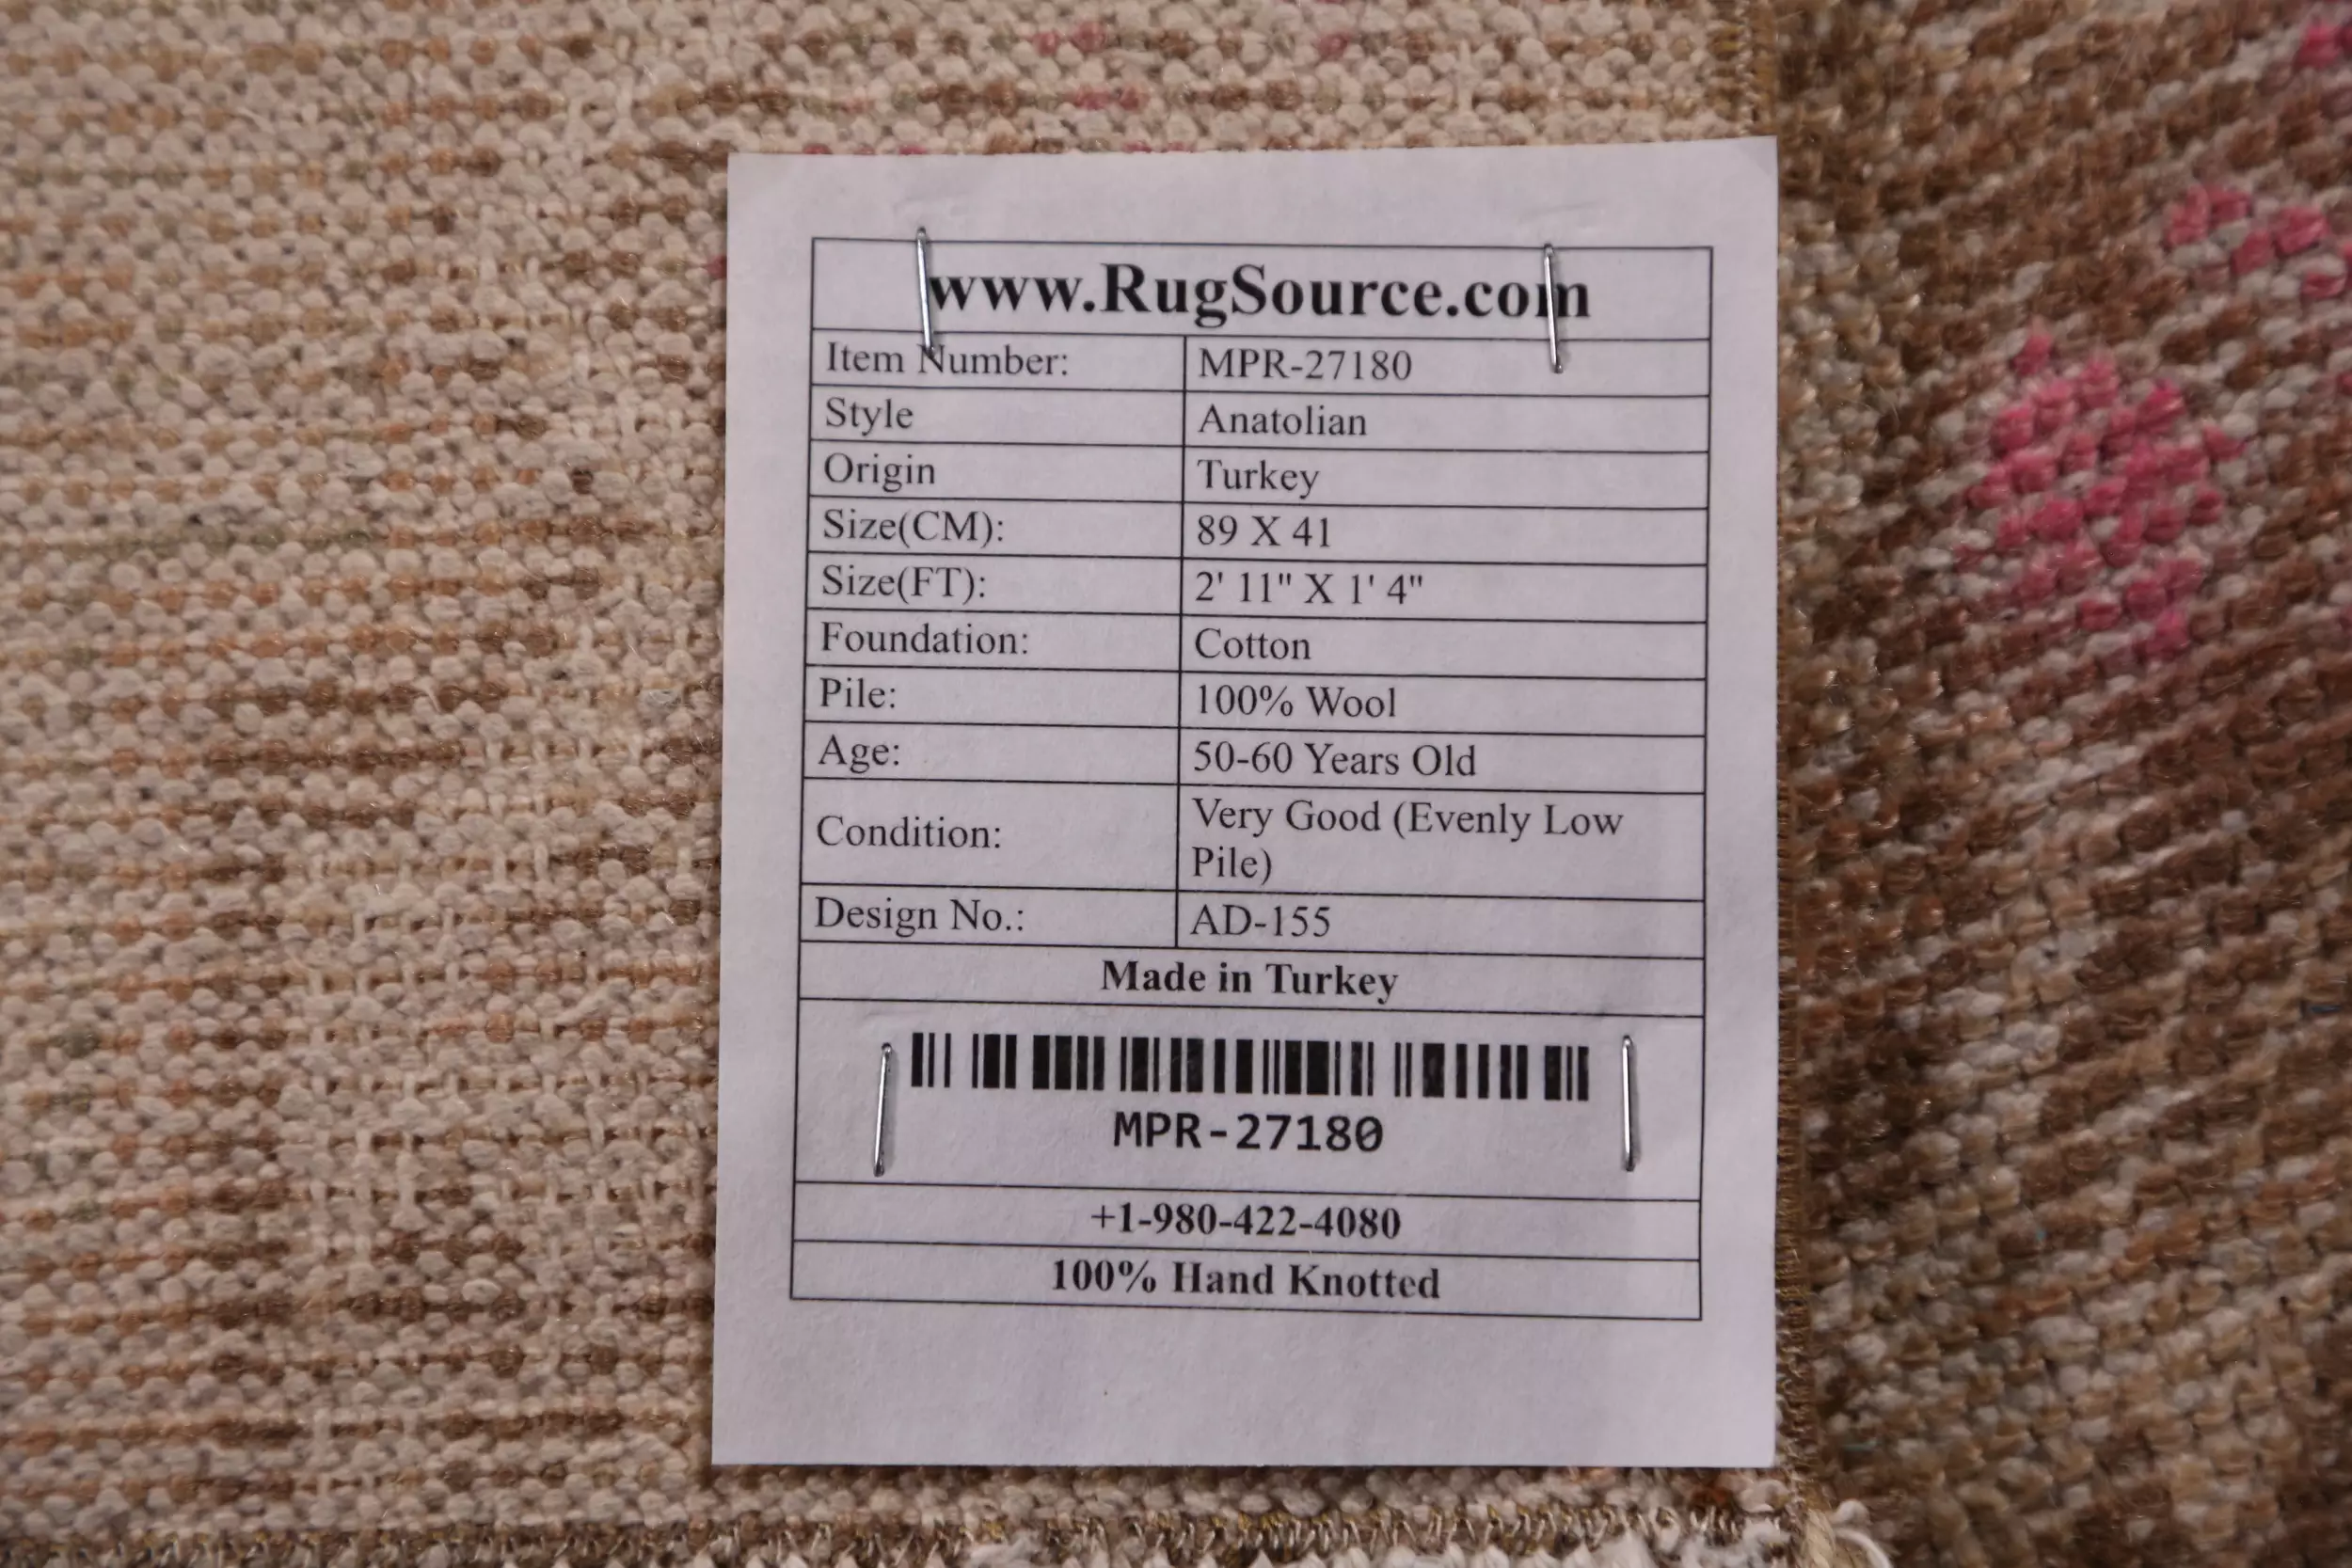 www.RugSource.com
Item Number: MPR-27180
Style Anatolian
Origin Turkey
Size(CM): 89 X 41
Size(FT): 2' 11" X 1' 4"
Foundation: Cotton
Pile: 100% Wool
Age: 50-60 Years Old
Condition: Very Good (Evenly Low
Pile)
Design No.: AD-155
Made in Turkey
MPR-27180
+1-980-422-4080
100% Hand Knotted